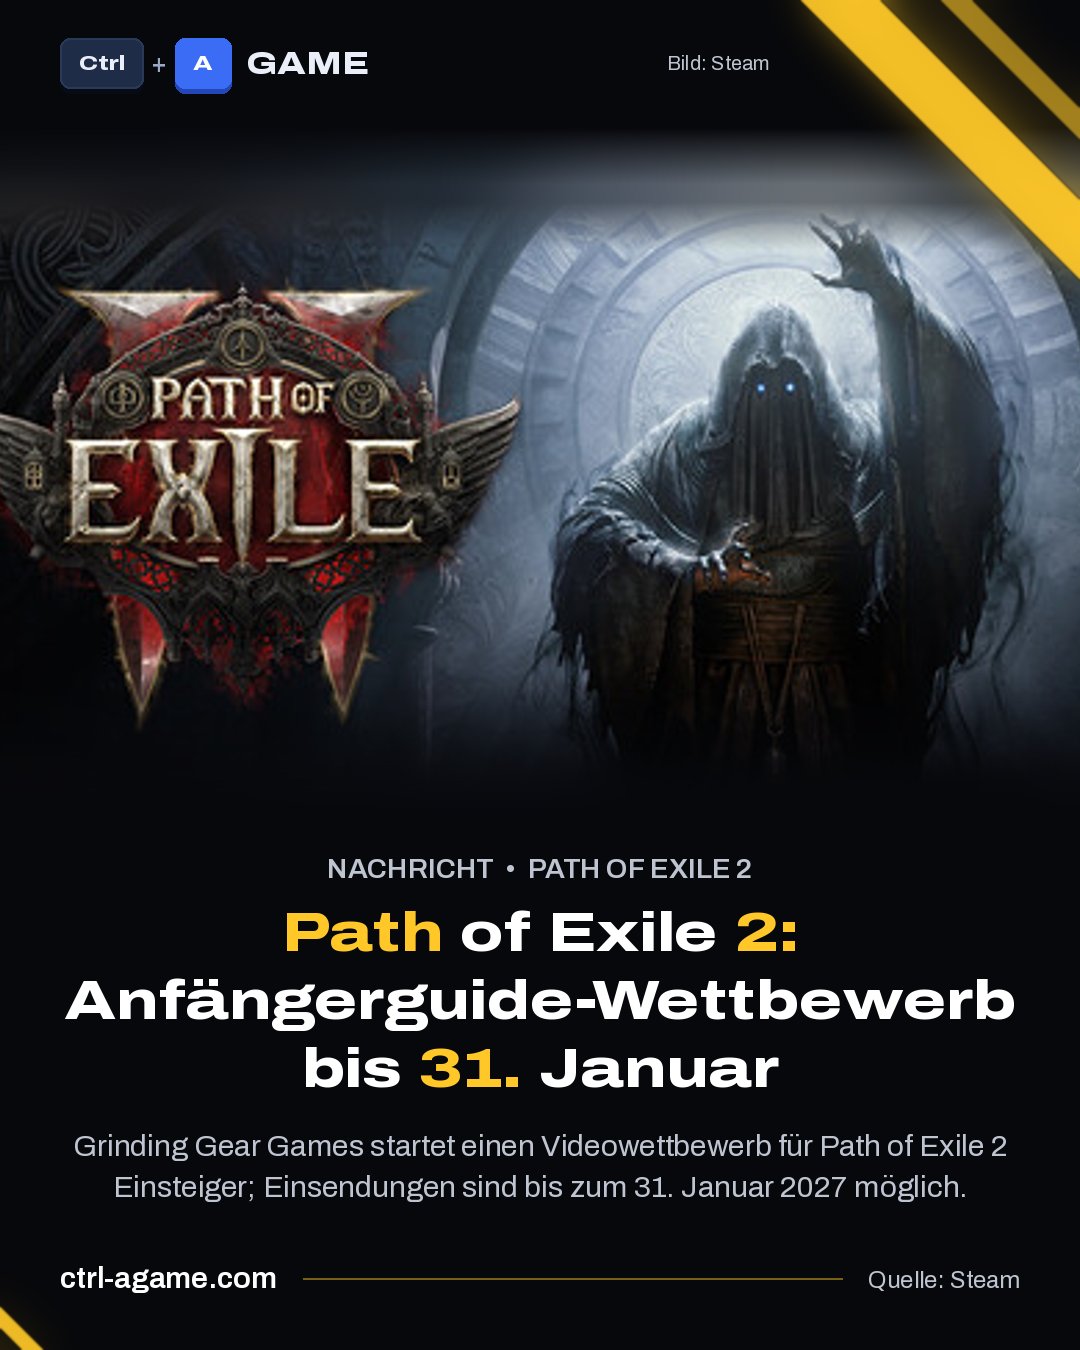 Ctrl + A GAME
Bild: Steam
PATH OF
EXILE
NACHRICHT • PATH OF EXILE 2
Path of Exile 2:
Anfängerguide-Wettbewerb
bis 31. Januar
Grinding Gear Games startet einen Videowettbewerb für Path of Exile 2
Einsteiger; Einsendungen sind bis zum 31. Januar 2027 möglich.
ctrl-agame.com
Quelle: Steam